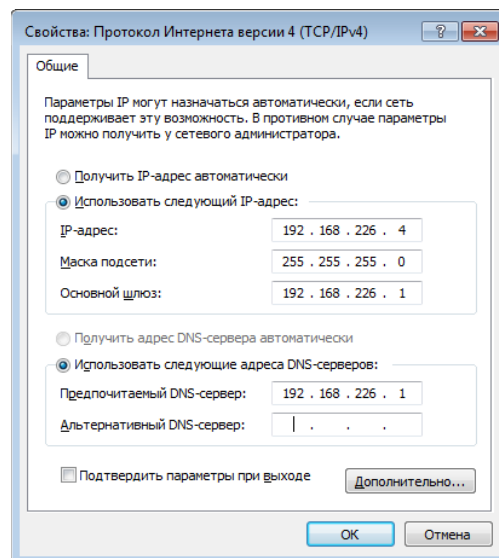 Свойства: Протокол Интернета версии 4 (TCP/IPv4)
Общие
Параметры IP могут назначаться автоматически, если сеть
поддерживает эту возможность. В противном случае параметры
IP можно получить у сетевого администратора.
Получить IP-адрес автоматически
Использовать следующий IP-адрес:
IP-адрес: 192 . 168 . 226 . 4
Маска подсети: 255 . 255 . 255 . 0
Основной шлюз: 192 . 168 . 226 . 1
Получить адрес DNS-сервера автоматически
Использовать следующие адреса DNS-серверов:
Предпочитаемый DNS-сервер: 192 . 168 . 226 . 1
Альтернативный DNS-сервер: . . .
Подтвердить параметры при выходе
Дополнительно...
ОК Отмена